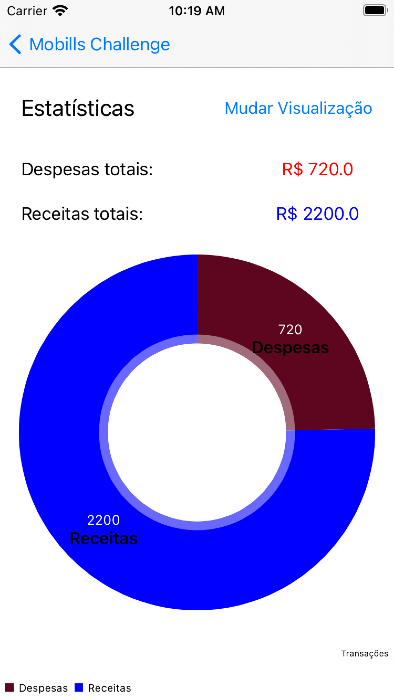 Carrier 10:19 AM
Mobills Challenge
Estatísticas Mudar Visualização
Despesas totais: R$ 720.0
Receitas totais: R$ 2200.0
720
Despesas
2200
Receitas
Transações
Despesas Receitas